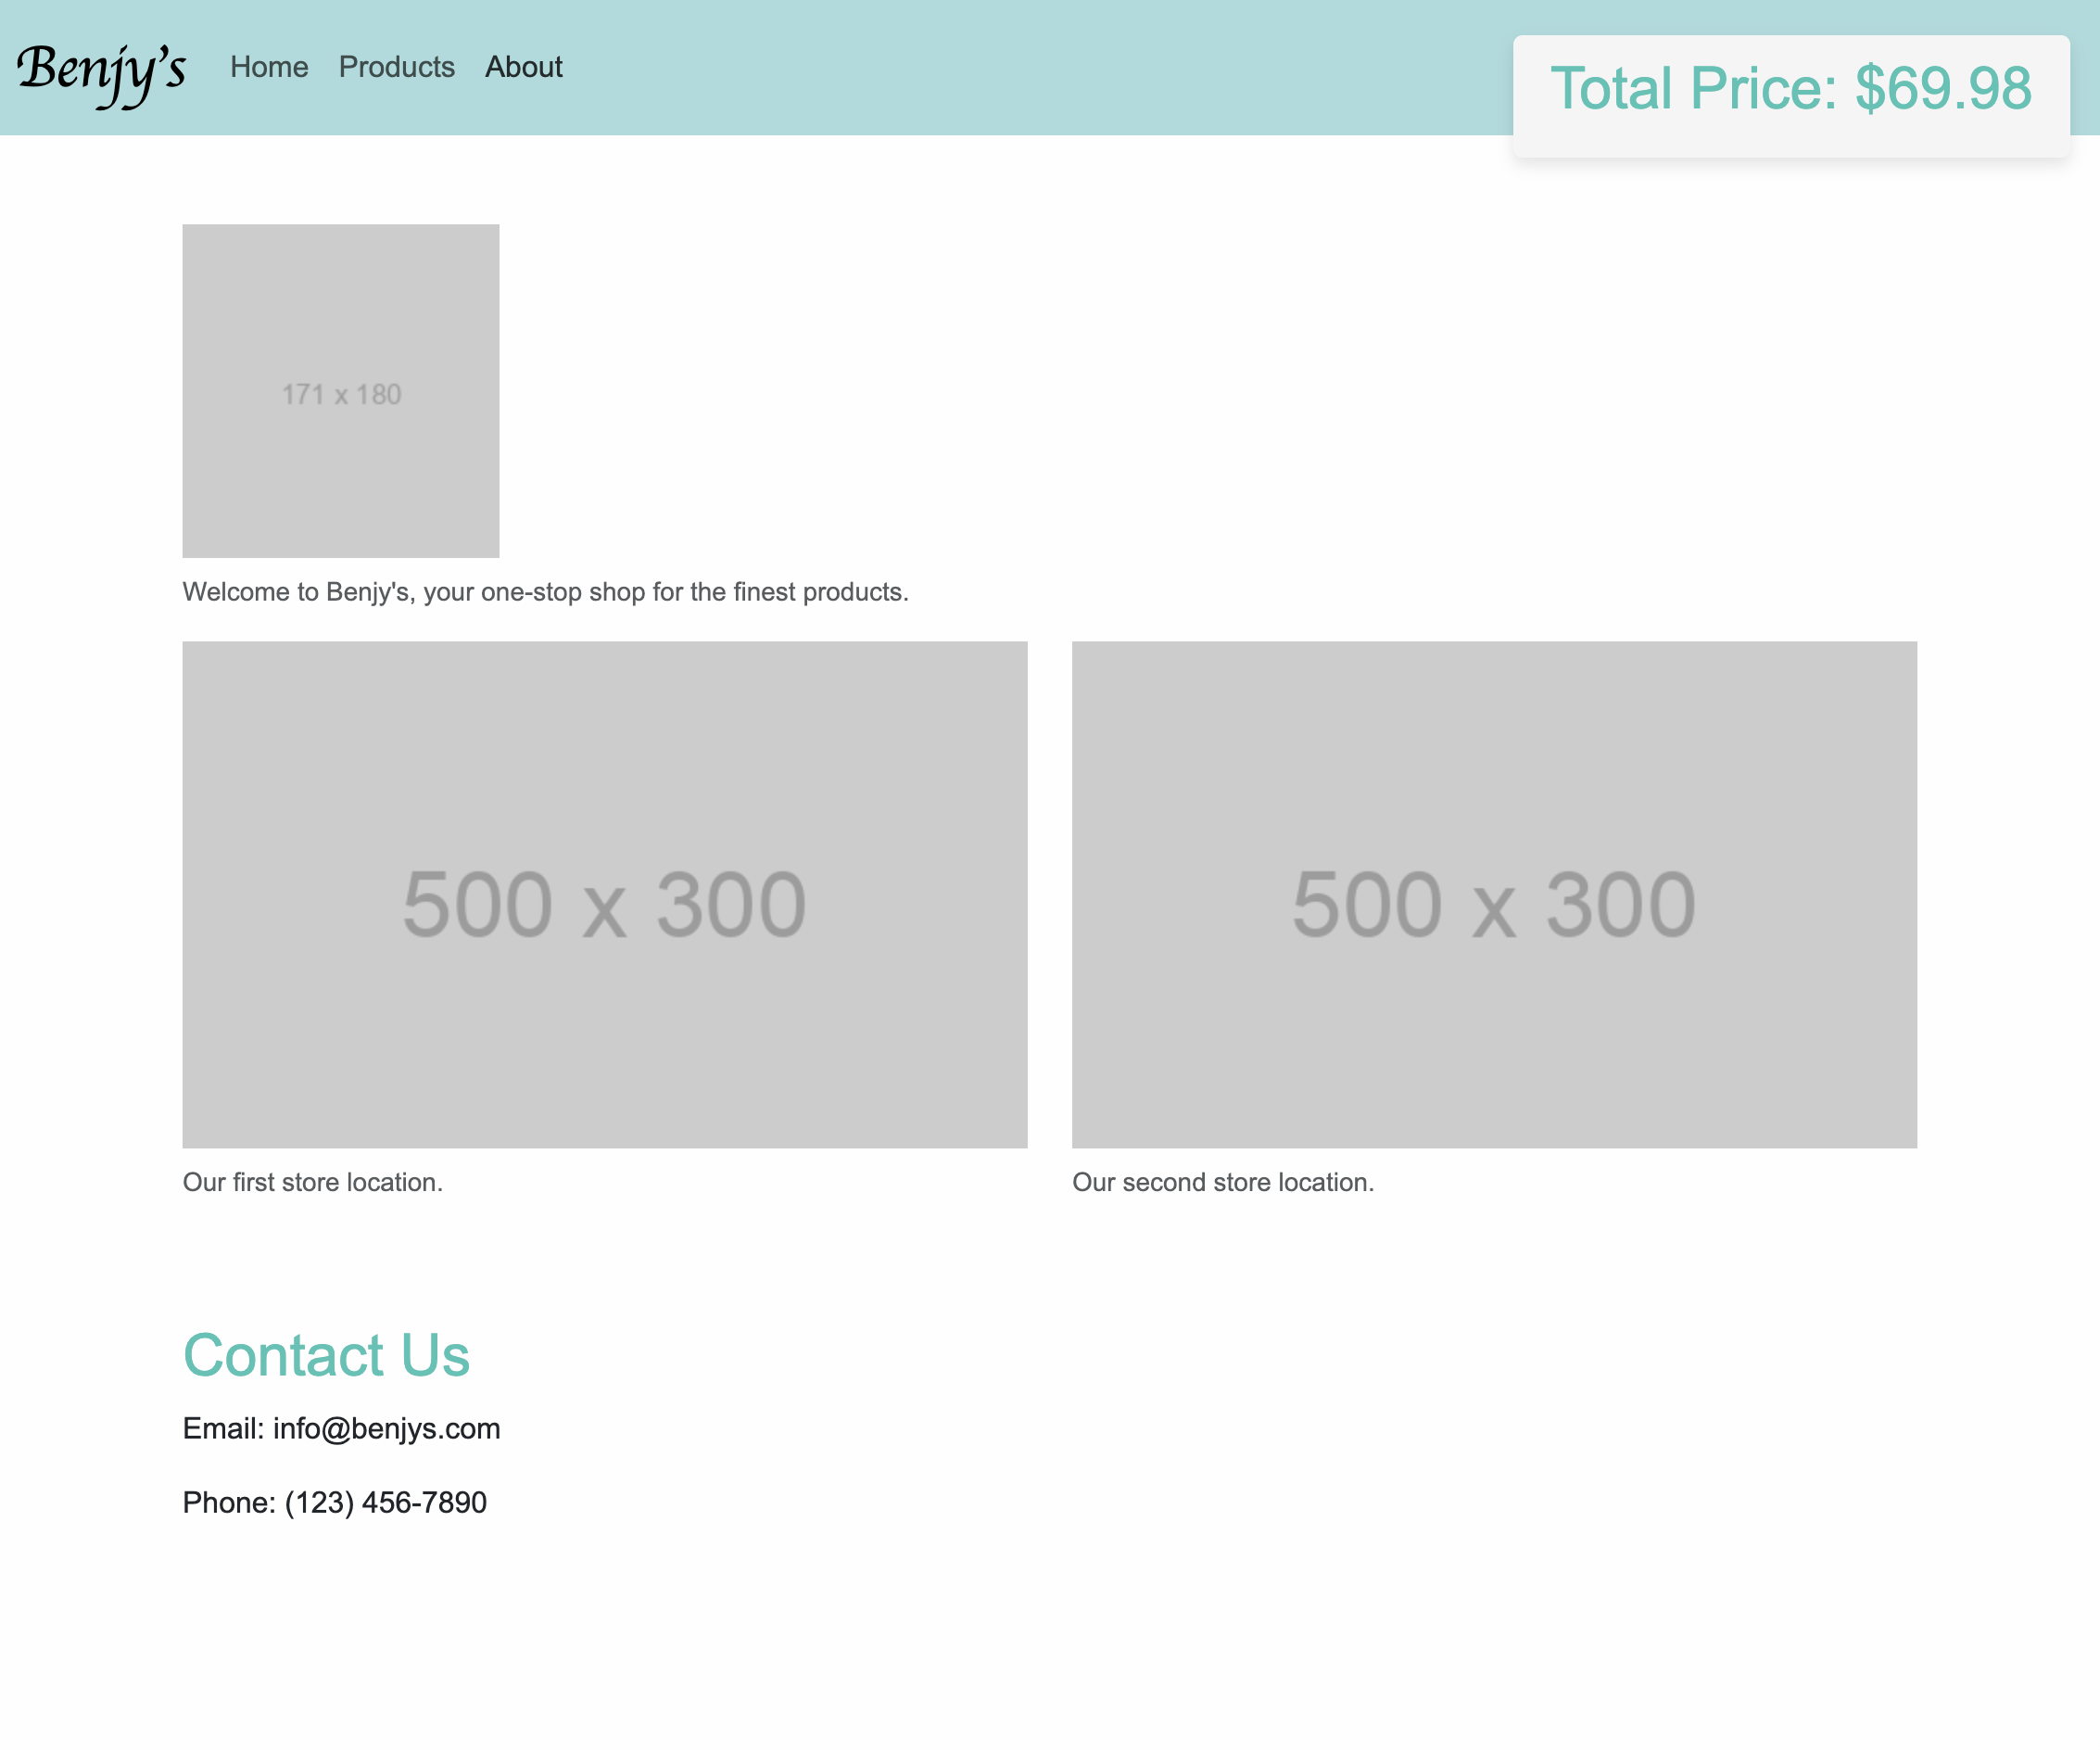 Benjy's Home Products About
Total Price: $69.98
171 x 180
Welcome to Benjy's, your one-stop shop for the finest products.
500 x 300
Our first store location.
500 x 300
Our second store location.
Contact Us
Email: info@benjys.com
Phone: (123) 456-7890